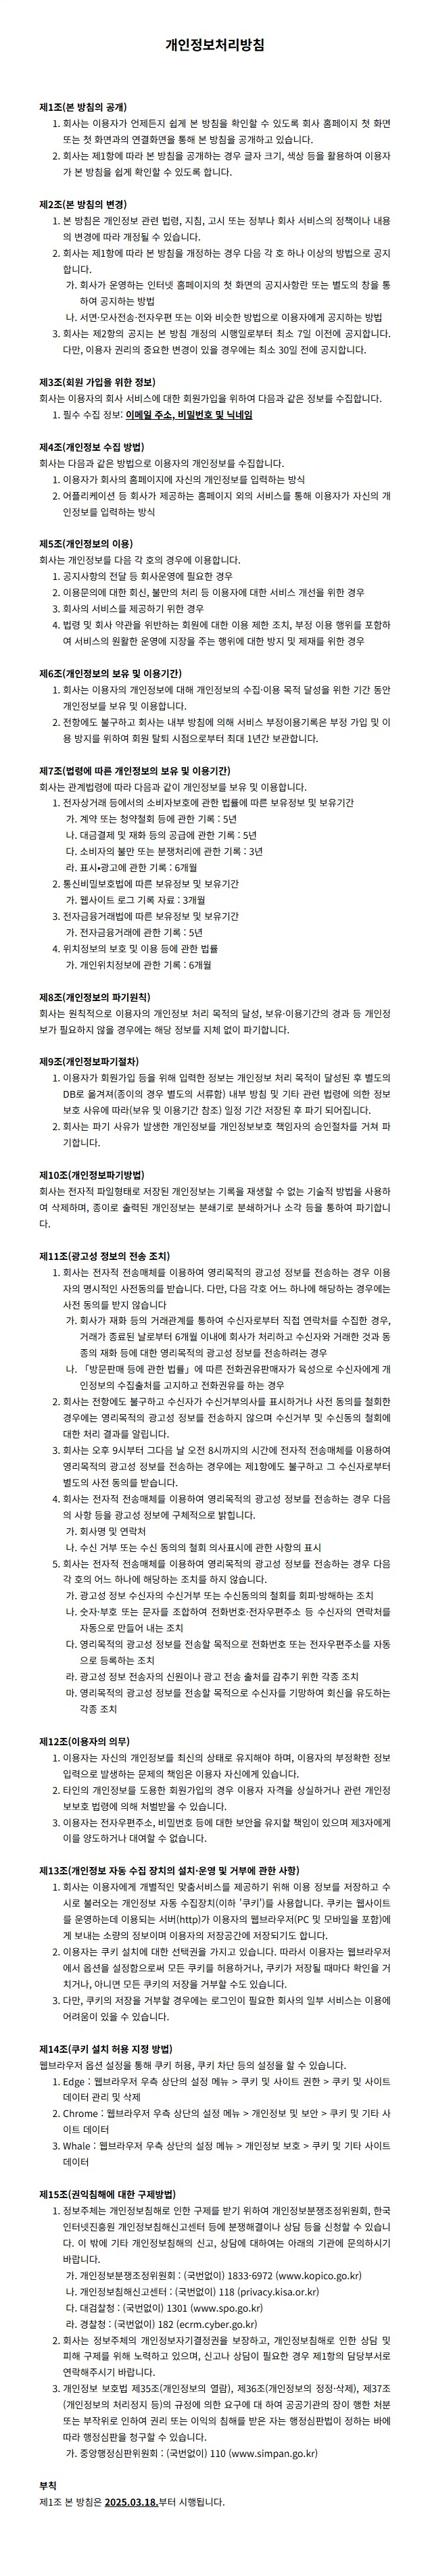 개인정보처리방침
제1조(본 방침의 공개)
1. 회사는 이용자가 언제든지 쉽게 본 방침을 확인할 수 있도록 회사 홈페이지 첫 화면
또는 첫 화면과의 연결화면을 통해 본 방침을 공개하고 있습니다.
2. 회사는 제1항에 따라 본 방침을 공개하는 경우 글자 크기, 색상 등을 활용하여 이용자
가 본 방침을 쉽게 확인할 수 있도록 합니다.
제2조(본 방침의 변경)
1. 본 방침은 개인정보 관련 법령, 지침, 고시 또는 정부나 회사 서비스의 정책이나 내용
의 변경에 따라 개정될 수 있습니다.
2. 회사는 제1항에 따라 본 방침을 개정하는 경우 다음 각 호 하나 이상의 방법으로 공지
합니다.
가. 회사가 운영하는 인터넷 홈페이지의 첫 화면의 공지사항란 또는 별도의 창을 통
하여 공지하는 방법
나. 서면·모사전송·전자우편 또는 이와 비슷한 방법으로 이용자에게 공지하는 방법
3. 회사는 제2항의 공지는 본 방침 개정의 시행일로부터 최소 7일 이전에 공지합니다.
다만, 이용자 권리의 중요한 변경이 있을 경우에는 최소 30일 전에 공지합니다.
제3조(회원 가입을 위한 정보)
회사는 이용자의 회사 서비스에 대한 회원가입을 위하여 다음과 같은 정보를 수집합니다.
1. 필수 수집 정보: 이메일 주소, 비밀번호 및 닉네임
제4조(개인정보 수집 방법)
회사는 다음과 같은 방법으로 이용자의 개인정보를 수집합니다.
1. 이용자가 회사의 홈페이지에 자신의 개인정보를 입력하는 방식
2. 어플리케이션 등 회사가 제공하는 홈페이지 외의 서비스를 통해 이용자가 자신의 개
인정보를 입력하는 방식
제5조(개인정보의 이용)
회사는 개인정보를 다음 각 호의 경우에 이용합니다.
1. 공지사항의 전달 등 회사운영에 필요한 경우
2. 이용문의에 대한 회신, 불만의 처리 등 이용자에 대한 서비스 개선을 위한 경우
3. 회사의 서비스를 제공하기 위한 경우
4. 법령 및 회사 약관을 위반하는 회원에 대한 이용 제한 조치, 부정 이용 행위를 포함하
여 서비스의 원활한 운영에 지장을 주는 행위에 대한 방지 및 제재를 위한 경우
제6조(개인정보의 보유 및 이용기간)
1. 회사는 이용자의 개인정보에 대해 개인정보의 수집·이용 목적 달성을 위한 기간 동안
개인정보를 보유 및 이용합니다.
2. 전항에도 불구하고 회사는 내부 방침에 의해 서비스 부정이용기록은 부정 가입 및 이
용 방지를 위하여 회원 탈퇴 시점으로부터 최대 1년간 보관합니다.
제7조(법령에 따른 개인정보의 보유 및 이용기간)
회사는 관계법령에 따라 다음과 같이 개인정보를 보유 및 이용합니다.
1. 전자상거래 등에서의 소비자보호에 관한 법률에 따른 보유정보 및 보유기간
가. 계약 또는 청약철회 등에 관한 기록 : 5년
나. 대금결제 및 재화 등의 공급에 관한 기록 : 5년
다. 소비자의 불만 또는 분쟁처리에 관한 기록 : 3년
라. 표시•광고에 관한 기록 : 6개월
2. 통신비밀보호법에 따른 보유정보 및 보유기간
가. 웹사이트 로그 기록 자료 : 3개월
3. 전자금융거래법에 따른 보유정보 및 보유기간
가. 전자금융거래에 관한 기록 : 5년
4. 위치정보의 보호 및 이용 등에 관한 법률
가. 개인위치정보에 관한 기록 : 6개월
제8조(개인정보의 파기원칙)
회사는 원칙적으로 이용자의 개인정보 처리 목적의 달성, 보유·이용기간의 경과 등 개인정
보가 필요하지 않을 경우에는 해당 정보를 지체 없이 파기합니다.
제9조(개인정보파기절차)
1. 이용자가 회원가입 등을 위해 입력한 정보는 개인정보 처리 목적이 달성된 후 별도의
DB로 옮겨져(종이의 경우 별도의 서류함) 내부 방침 및 기타 관련 법령에 의한 정보
보호 사유에 따라(보유 및 이용기간 참조) 일정 기간 저장된 후 파기 되어집니다.
2. 회사는 파기 사유가 발생한 개인정보를 개인정보보호 책임자의 승인절차를 거쳐 파
기합니다.
제10조(개인정보파기방법)
회사는 전자적 파일형태로 저장된 개인정보는 기록을 재생할 수 없는 기술적 방법을 사용하
여 삭제하며, 종이로 출력된 개인정보는 분쇄기로 분쇄하거나 소각 등을 통하여 파기합니
다.
제11조(광고성 정보의 전송 조치)
1. 회사는 전자적 전송매체를 이용하여 영리목적의 광고성 정보를 전송하는 경우 이용
자의 명시적인 사전동의를 받습니다. 다만, 다음 각호 어느 하나에 해당하는 경우에는
사전 동의를 받지 않습니다
가. 회사가 재화 등의 거래관계를 통하여 수신자로부터 직접 연락처를 수집한 경우,
거래가 종료된 날로부터 6개월 이내에 회사가 처리하고 수신자와 거래한 것과 동
종의 재화 등에 대한 영리목적의 광고성 정보를 전송하려는 경우
나. 「방문판매 등에 관한 법률」에 따른 전화권유판매자가 육성으로 수신자에게 개
인정보의 수집출처를 고지하고 전화권유를 하는 경우
2. 회사는 전항에도 불구하고 수신자가 수신거부의사를 표시하거나 사전 동의를 철회한
경우에는 영리목적의 광고성 정보를 전송하지 않으며 수신거부 및 수신동의 철회에
대한 처리 결과를 알립니다.
3. 회사는 오후 9시부터 그다음 날 오전 8시까지의 시간에 전자적 전송매체를 이용하여
영리목적의 광고성 정보를 전송하는 경우에는 제1항에도 불구하고 그 수신자로부터
별도의 사전 동의를 받습니다.
4. 회사는 전자적 전송매체를 이용하여 영리목적의 광고성 정보를 전송하는 경우 다음
의 사항 등을 광고성 정보에 구체적으로 밝힙니다.
가. 회사명 및 연락처
나. 수신 거부 또는 수신 동의의 철회 의사표시에 관한 사항의 표시
5. 회사는 전자적 전송매체를 이용하여 영리목적의 광고성 정보를 전송하는 경우 다음
각 호의 어느 하나에 해당하는 조치를 하지 않습니다.
가. 광고성 정보 수신자의 수신거부 또는 수신동의의 철회를 회피·방해하는 조치
나. 숫자·부호 또는 문자를 조합하여 전화번호·전자우편주소 등 수신자의 연락처를
자동으로 만들어 내는 조치
다. 영리목적의 광고성 정보를 전송할 목적으로 전화번호 또는 전자우편주소를 자동
으로 등록하는 조치
라. 광고성 정보 전송자의 신원이나 광고 전송 출처를 감추기 위한 각종 조치
마. 영리목적의 광고성 정보를 전송할 목적으로 수신자를 기망하여 회신을 유도하는
각종 조치
제12조(이용자의 의무)
1. 이용자는 자신의 개인정보를 최신의 상태로 유지해야 하며, 이용자의 부정확한 정보
입력으로 발생하는 문제의 책임은 이용자 자신에게 있습니다.
2. 타인의 개인정보를 도용한 회원가입의 경우 이용자 자격을 상실하거나 관련 개인정
보보호 법령에 의해 처벌받을 수 있습니다.
3. 이용자는 전자우편주소, 비밀번호 등에 대한 보안을 유지할 책임이 있으며 제3자에게
이를 양도하거나 대여할 수 없습니다.
제13조(개인정보 자동 수집 장치의 설치·운영 및 거부에 관한 사항)
1. 회사는 이용자에게 개별적인 맞춤서비스를 제공하기 위해 이용 정보를 저장하고 수
시로 불러오는 개인정보 자동 수집장치(이하 '쿠키')를 사용합니다. 쿠키는 웹사이트
를 운영하는데 이용되는 서버(http)가 이용자의 웹브라우저(PC 및 모바일을 포함)에
게 보내는 소량의 정보이며 이용자의 저장공간에 저장되기도 합니다.
2. 이용자는 쿠키 설치에 대한 선택권을 가지고 있습니다. 따라서 이용자는 웹브라우저
에서 옵션을 설정함으로써 모든 쿠키를 허용하거나, 쿠키가 저장될 때마다 확인을 거
치거나, 아니면 모든 쿠키의 저장을 거부할 수도 있습니다.
3. 다만, 쿠키의 저장을 거부할 경우에는 로그인이 필요한 회사의 일부 서비스는 이용에
어려움이 있을 수 있습니다.
제14조(쿠키 설치 허용 지정 방법)
웹브라우저 옵션 설정을 통해 쿠키 허용, 쿠키 차단 등의 설정을 할 수 있습니다.
1. Edge : 웹브라우저 우측 상단의 설정 메뉴 > 쿠키 및 사이트 권한 > 쿠키 및 사이트
데이터 관리 및 삭제
2. Chrome : 웹브라우저 우측 상단의 설정 메뉴 > 개인정보 및 보안 > 쿠키 및 기타 사
이트 데이터
3. Whale : 웹브라우저 우측 상단의 설정 메뉴 > 개인정보 보호 > 쿠키 및 기타 사이트
데이터
제15조(권익침해에 대한 구제방법)
1. 정보주체는 개인정보침해로 인한 구제를 받기 위하여 개인정보분쟁조정위원회, 한국
인터넷진흥원 개인정보침해신고센터 등에 분쟁해결이나 상담 등을 신청할 수 있습니
다. 이 밖에 기타 개인정보침해의 신고, 상담에 대하여는 아래의 기관에 문의하시기
바랍니다.
가. 개인정보분쟁조정위원회 : (국번없이) 1833-6972 (www.kopico.go.kr)
나. 개인정보침해신고센터 : (국번없이) 118 (privacy.kisa.or.kr)
다. 대검찰청 : (국번없이) 1301 (www.spo.go.kr)
라. 경찰청 : (국번없이) 182 (ecrm.cyber.go.kr)
2. 회사는 정보주체의 개인정보자기결정권을 보장하고, 개인정보침해로 인한 상담 및
피해 구제를 위해 노력하고 있으며, 신고나 상담이 필요한 경우 제1항의 담당부서로
연락해주시기 바랍니다.
3. 개인정보 보호법 제35조(개인정보의 열람), 제36조(개인정보의 정정·삭제), 제37조
(개인정보의 처리정지 등)의 규정에 의한 요구에 대 하여 공공기관의 장이 행한 처분
또는 부작위로 인하여 권리 또는 이익의 침해를 받은 자는 행정심판법이 정하는 바에
따라 행정심판을 청구할 수 있습니다.
가. 중앙행정심판위원회 : (국번없이) 110 (www.simpan.go.kr)
부칙
제1조 본 방침은 2025.03.18.부터 시행됩니다.